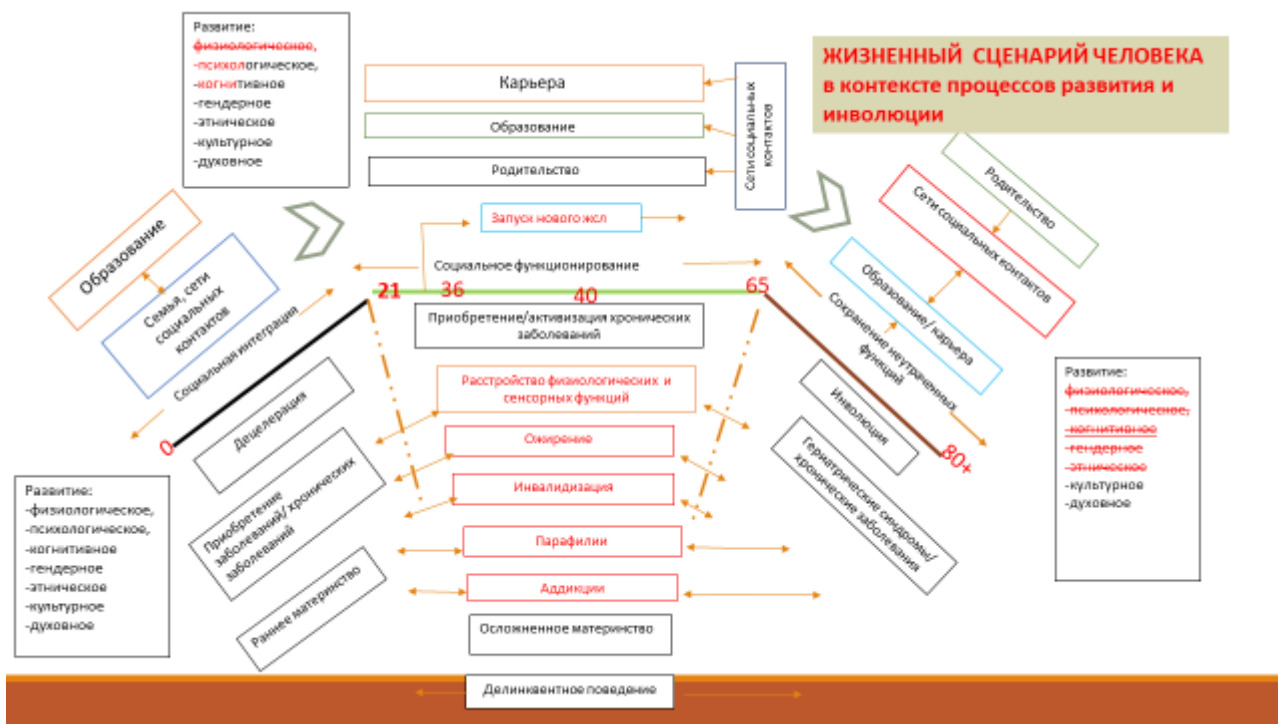 ЖИЗНЕННЫЙ СЦЕНАРИЙ ЧЕЛОВЕКА
в контексте процессов развития и
инволюции
Развитие:
физиологическое,
-психологическое,
-когнитивное
-гендерное
-этническое
-культурное
-духовное
Карьера
Образование
Родительство
Сети социальных
контактов
Запуск нового жсл
Социальное функционирование
21
36
40
65
Образование
Семья, сети
социальных
контактов
Социальная интеграция
0
Децелерация
Приобретение
заболеваний/ хронических
заболеваний
Раннее материнство
Развитие:
-физиологическое,
-психологическое,
-когнитивное
-гендерное
-этническое
-культурное
-духовное
Приобретение/активизация хронических
заболеваний
Расстройство физиологических и
сенсорных функций
Ожирение
Инвалидизация
Парафилии
Аддикции
Осложненное материнство
Делинквентное поведение
Родительство
Сети социальных контактов
Образование/ карьера
Сохранение неутраченных
функций
Инволюция
80+
Гериатрические синдромы/
хронические заболевания
Развитие:
физиологическое,
-психологическое,
-когнитивное
-гендерное
-этническое
-культурное
-духовное